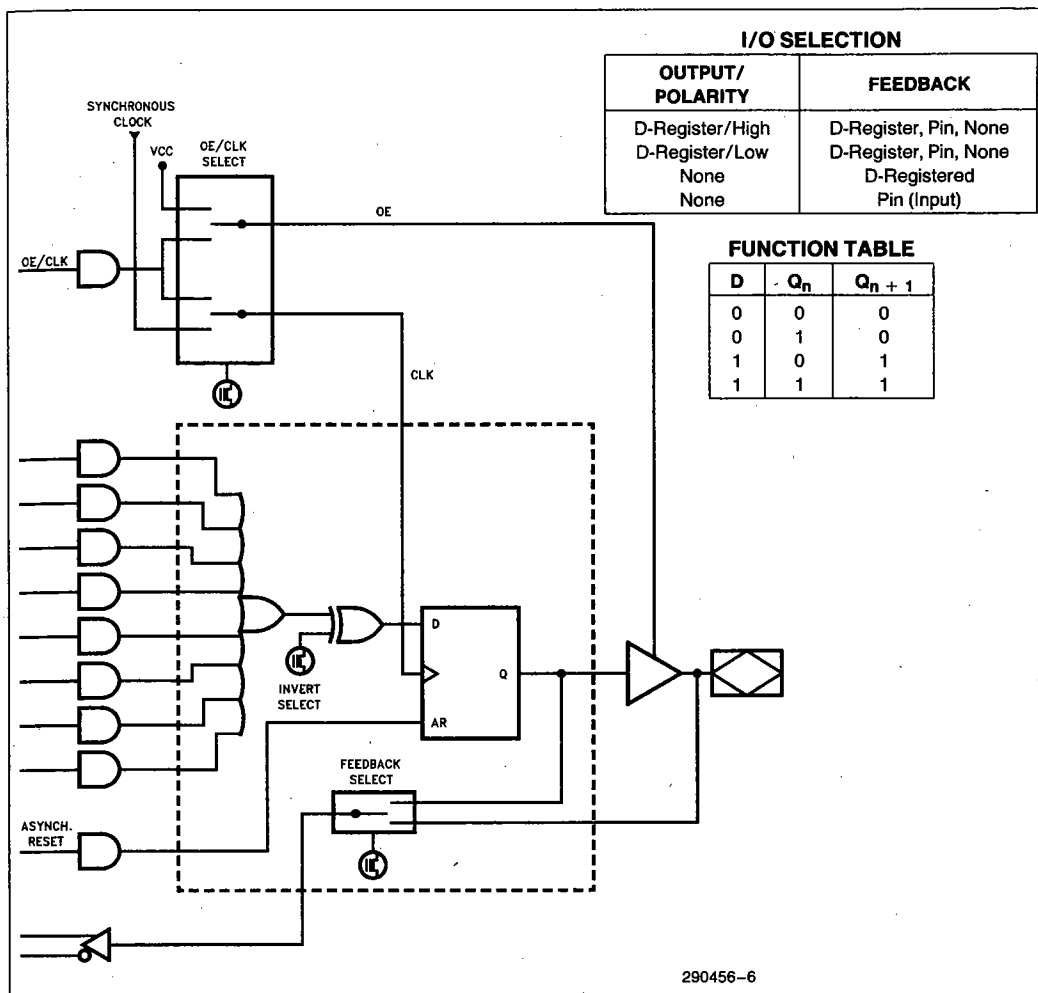 I/O SELECTION
OUTPUT/ POLARITY FEEDBACK
D-Register/High D-Register, Pin, None
D-Register/Low D-Register, Pin, None
None D-Registered
None Pin (Input)
SYNCHRONOUS
CLOCK
VCC
OE/CLK
SELECT
OE
OE/CLK
CLK
FUNCTION TABLE
D Qn Qn + 1
0 0 0
0 1 0
1 0 1
1 1 1
D
Q
AR
INVERT
SELECT
FEEDBACK
SELECT
ASYNCH.
RESET
290456–6